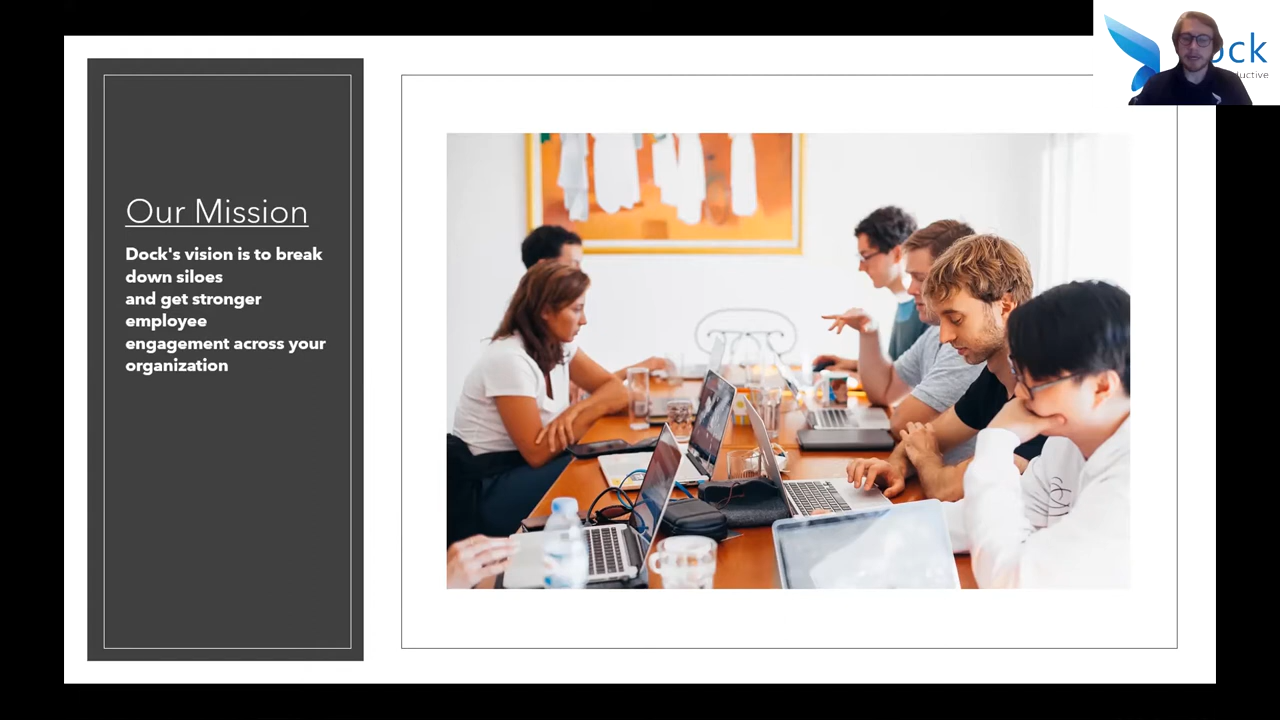 Our Mission
Dock's vision is to break
down siloes
and get stronger
employee
engagement across your
organization